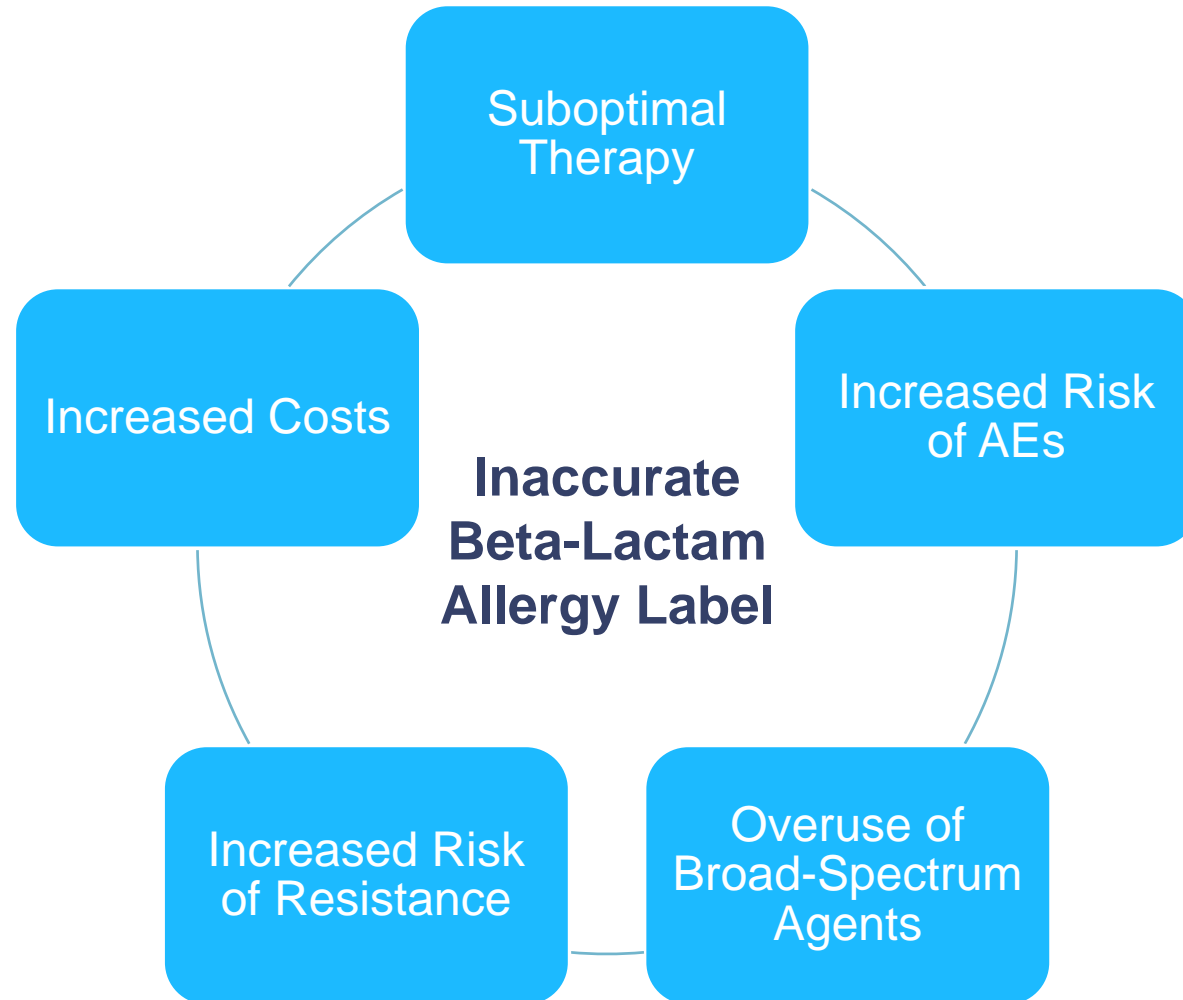 Suboptimal
Therapy
Increased Risk
of AEs
Overuse of
Broad-Spectrum
Agents
Increased Risk
of Resistance
Increased Costs
Inaccurate
Beta-Lactam
Allergy Label